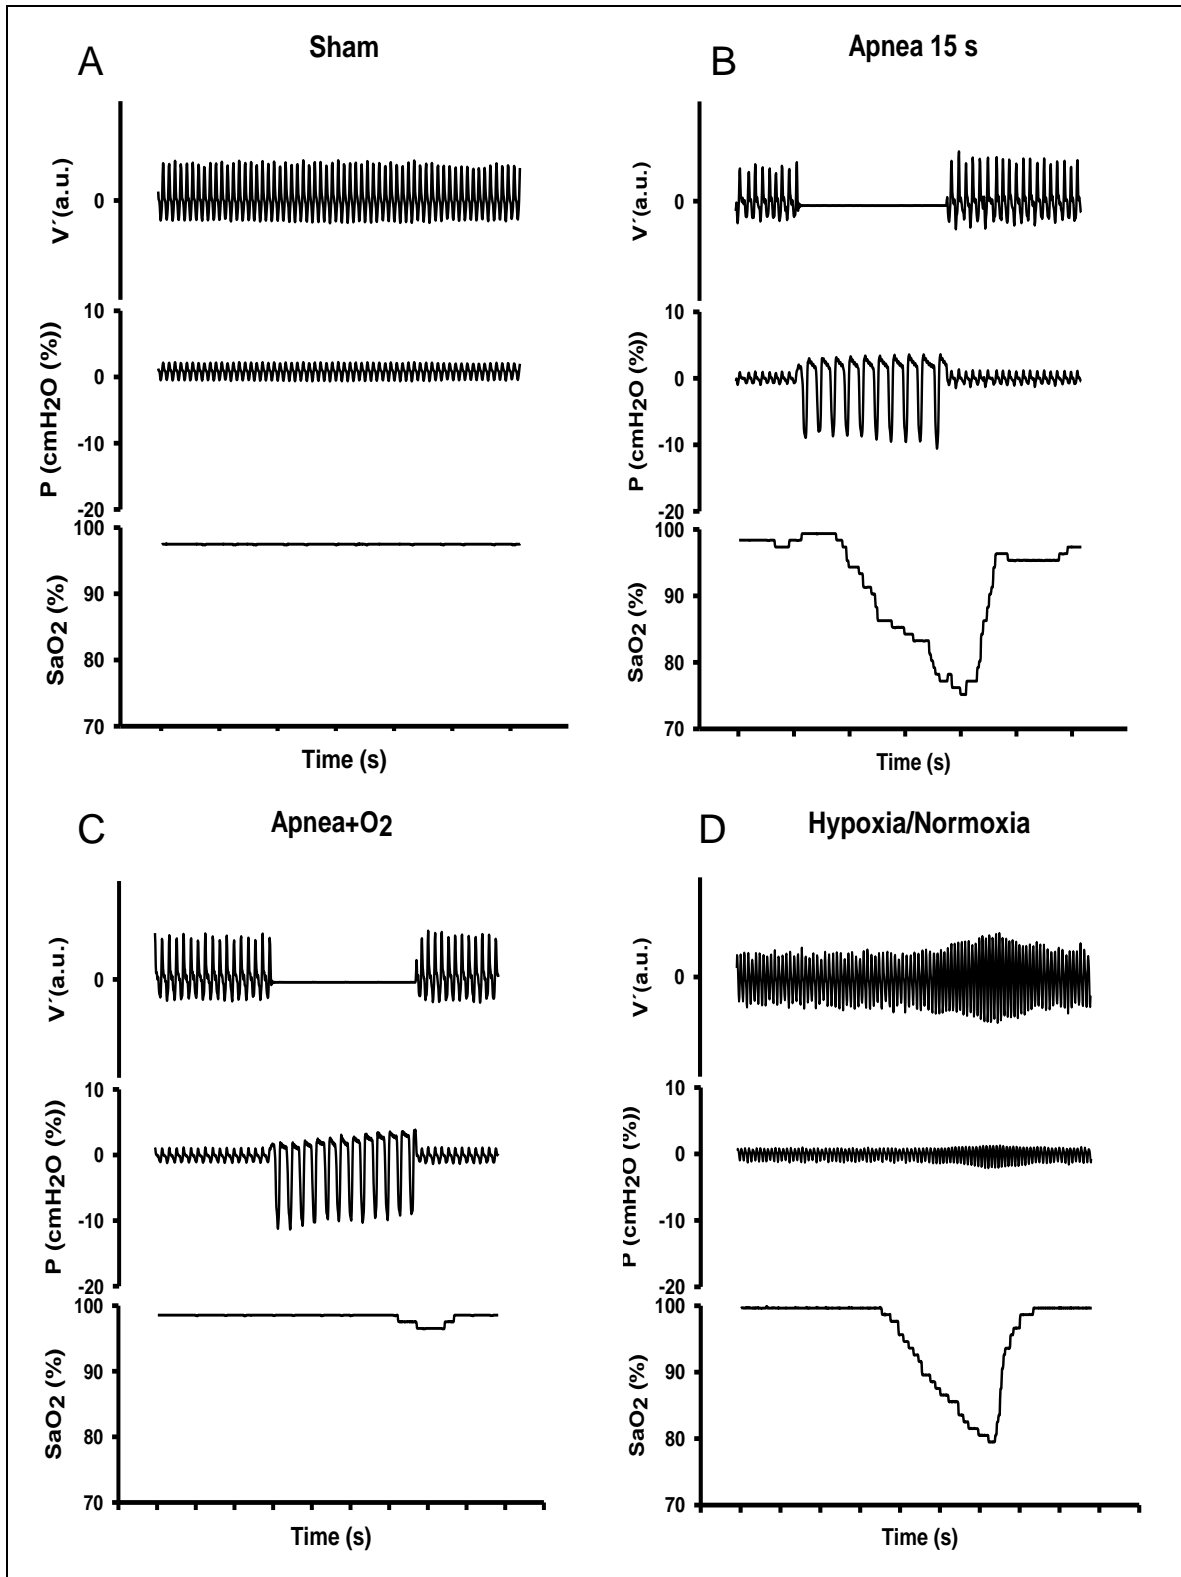 A
Sham
V´(a.u.)
0
P (cmH2O (%))
10
0
-10
-20
SaO2 (%)
100
90
80
70
Time (s)
B
Apnea 15 s
V´(a.u.)
0
P (cmH2O (%))
10
0
-10
-20
SaO2 (%)
100
90
80
70
Time (s)
C
Apnea+O2
V´(a.u.)
0
P (cmH2O (%))
10
0
-10
-20
SaO2 (%)
100
90
80
70
Time (s)
D
Hypoxia/Normoxia
V´(a.u.)
0
P (cmH2O (%))
10
0
-10
-20
SaO2 (%)
100
90
80
70
Time (s)